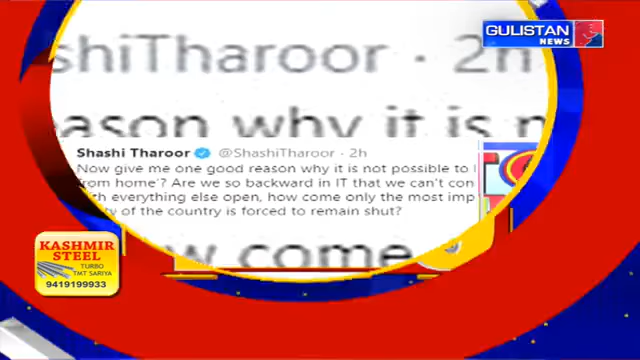 GULISTAN
NEWS
shiTharoor · 2h
eason why it is n
Shashi Tharoor @ShashiTharoor · 2h
Now give me one good reason why it is not possible to
from home'? Are we so backward in IT that we can't con
everything else open, how come only the most imp
of the country is forced to remain shut?
come
KASHMIR
STEEL
TURBO
TMT SARIYA
9419199933